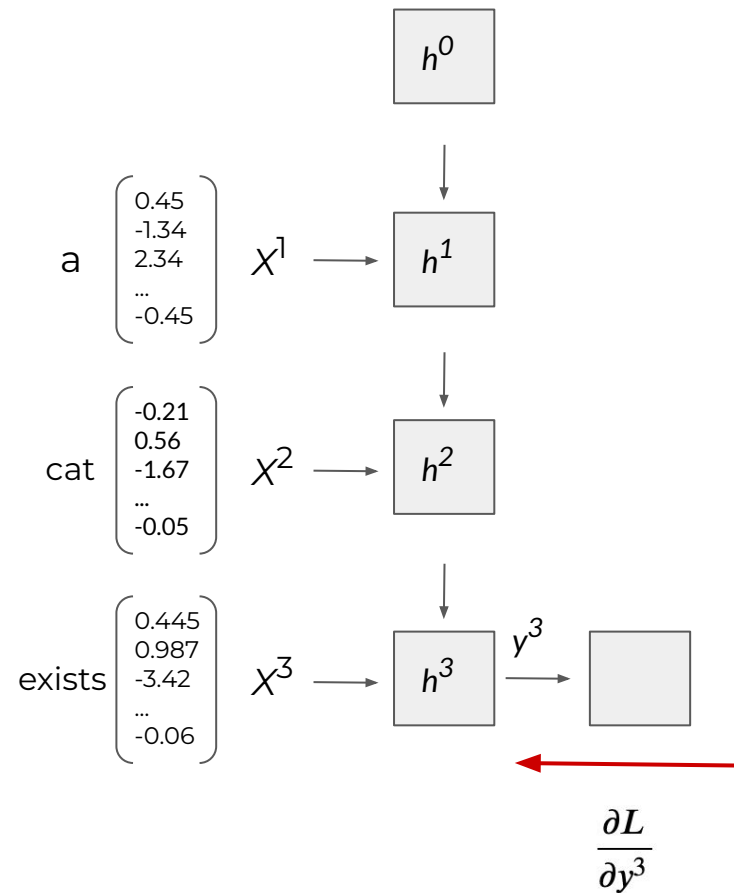 h^0
0.45
-1.34
a 2.34 X^1 h^1
...
-0.45
-0.21
0.56
cat -1.67 X^2 h^2
...
-0.05
0.445
0.987 y^3
exists -3.42 X^3 h^3
...
-0.06
∂L
∂y^3